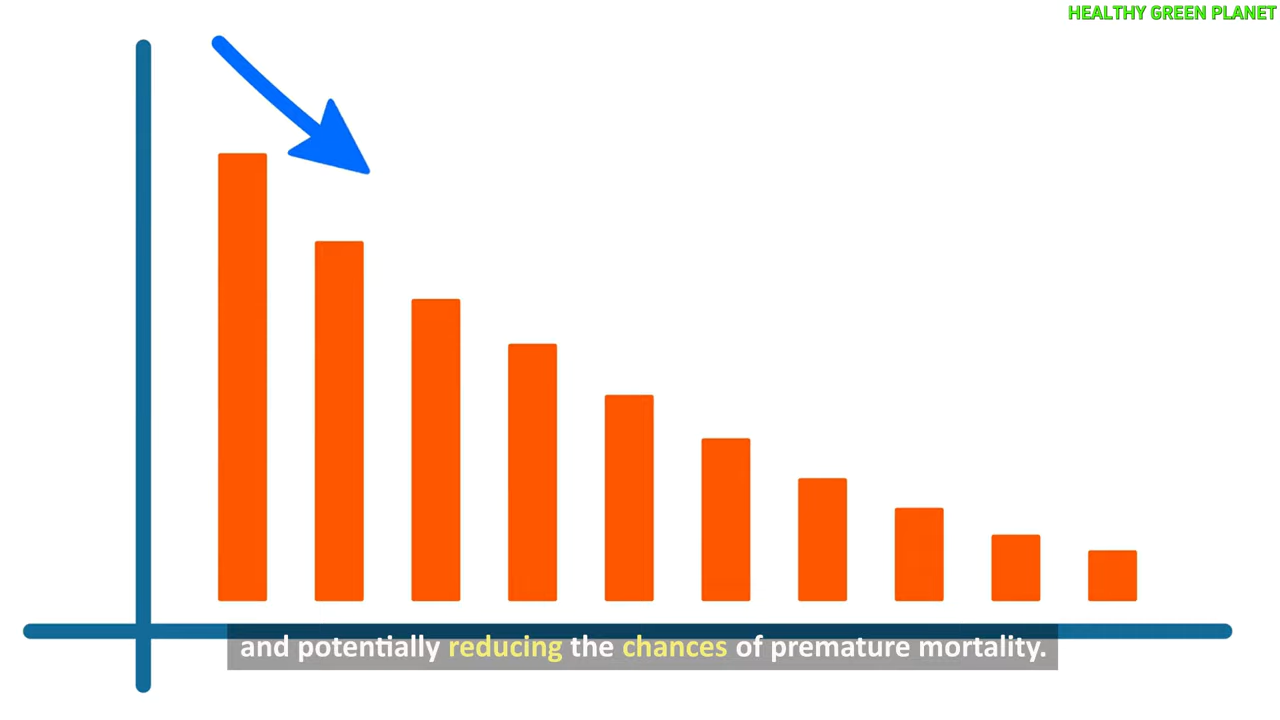 HEALTHY GREEN PLANET
and potentially reducing the chances of premature mortality.